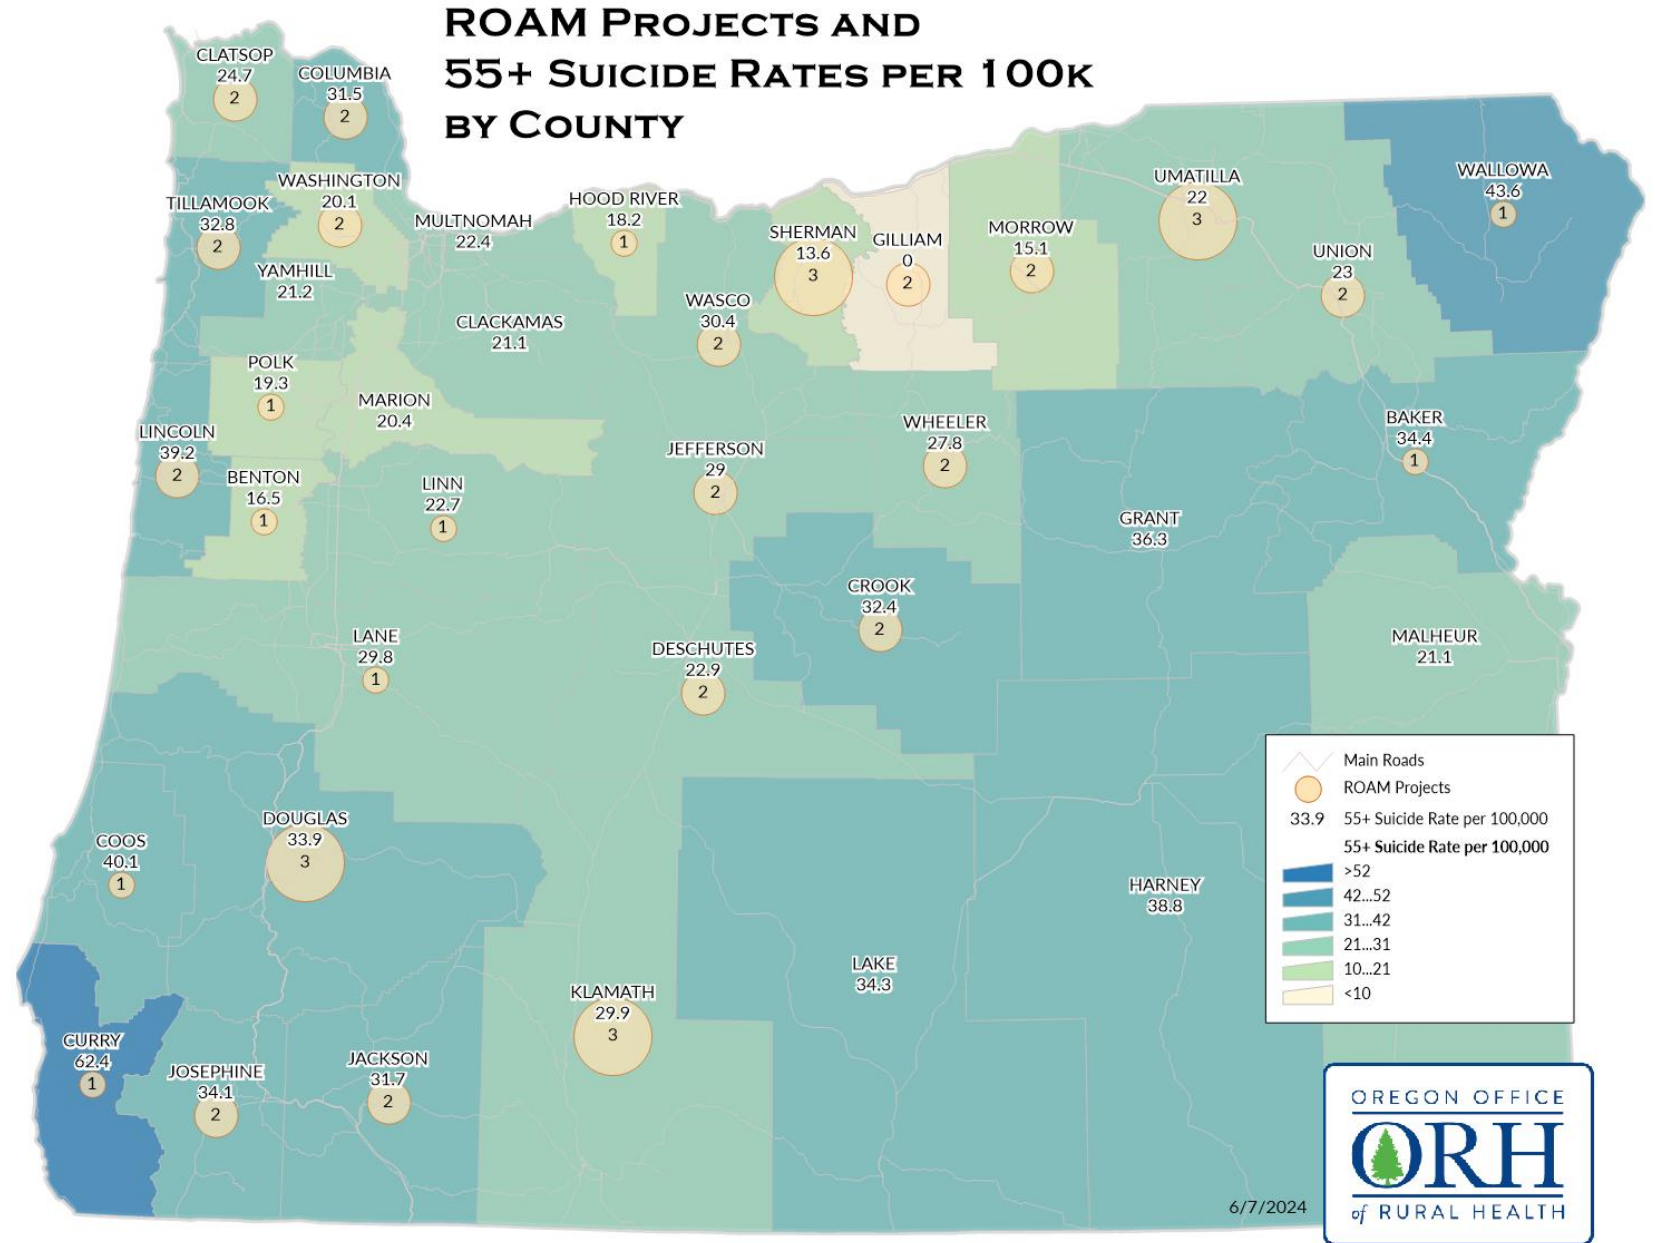 ROAM Projects and
55+ Suicide Rates per 100k
by County
CLATSOP
24.7
2
COLUMBIA
31.5
2
WASHINGTON
20.1
2
TILLAMOOK
32.8
2
YAMHILL
21.2
MULTNOMAH
22.4
HOOD RIVER
18.2
1
SHERMAN
13.6
3
GILLIAM
0
2
MORROW
15.1
2
UMATILLA
22
3
WALLOWA
43.6
1
UNION
23
2
CLACKAMAS
21.1
WASCO
30.4
2
POLK
19.3
1
MARION
20.4
LINCOLN
39.2
2
BENTON
16.5
1
LINN
22.7
1
JEFFERSON
29
2
WHEELER
27.8
2
BAKER
34.4
1
GRANT
36.3
CROOK
32.4
2
LANE
29.8
1
DESCHUTES
22.9
2
MALHEUR
21.1
COOS
40.1
1
DOUGLAS
33.9
3
HARNEY
38.8
LAKE
34.3
KLAMATH
29.9
3
CURRY
62.4
1
JOSEPHINE
34.1
2
JACKSON
31.7
2
Main Roads
ROAM Projects
33.9 55+ Suicide Rate per 100,000
55+ Suicide Rate per 100,000
>52
42...52
31...42
21...31
10...21
<10
6/7/2024
OREGON OFFICE
ORH
of RURAL HEALTH